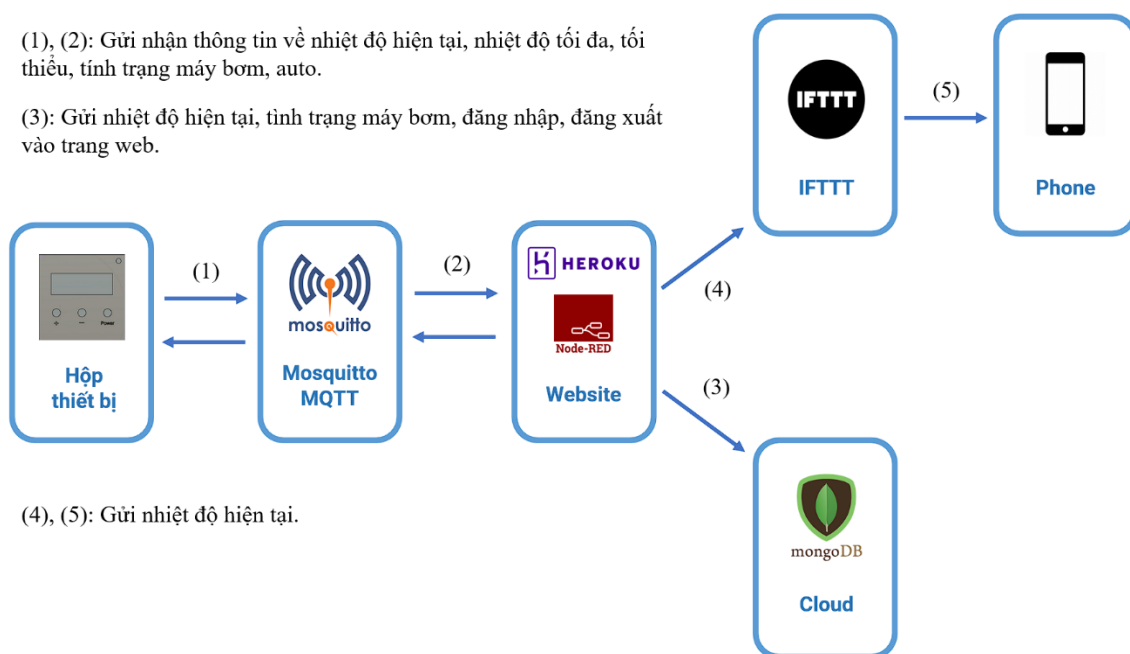 (1), (2): Gửi nhận thông tin về nhiệt độ hiện tại, nhiệt độ tối đa, tối
thiểu, tính trạng máy bơm, auto.
(3): Gửi nhiệt độ hiện tại, tình trạng máy bơm, đăng nhập, đăng xuất
vào trang web.
IFTTT
(5)
IFTTT
Phone
(1)
(2)
HEROKU
(4)
Power
mosquitto
Node-RED
Hộp
thiết bị
Mosquitto
MQTT
Website
(3)
(4), (5): Gửi nhiệt độ hiện tại.
mongoDB
Cloud